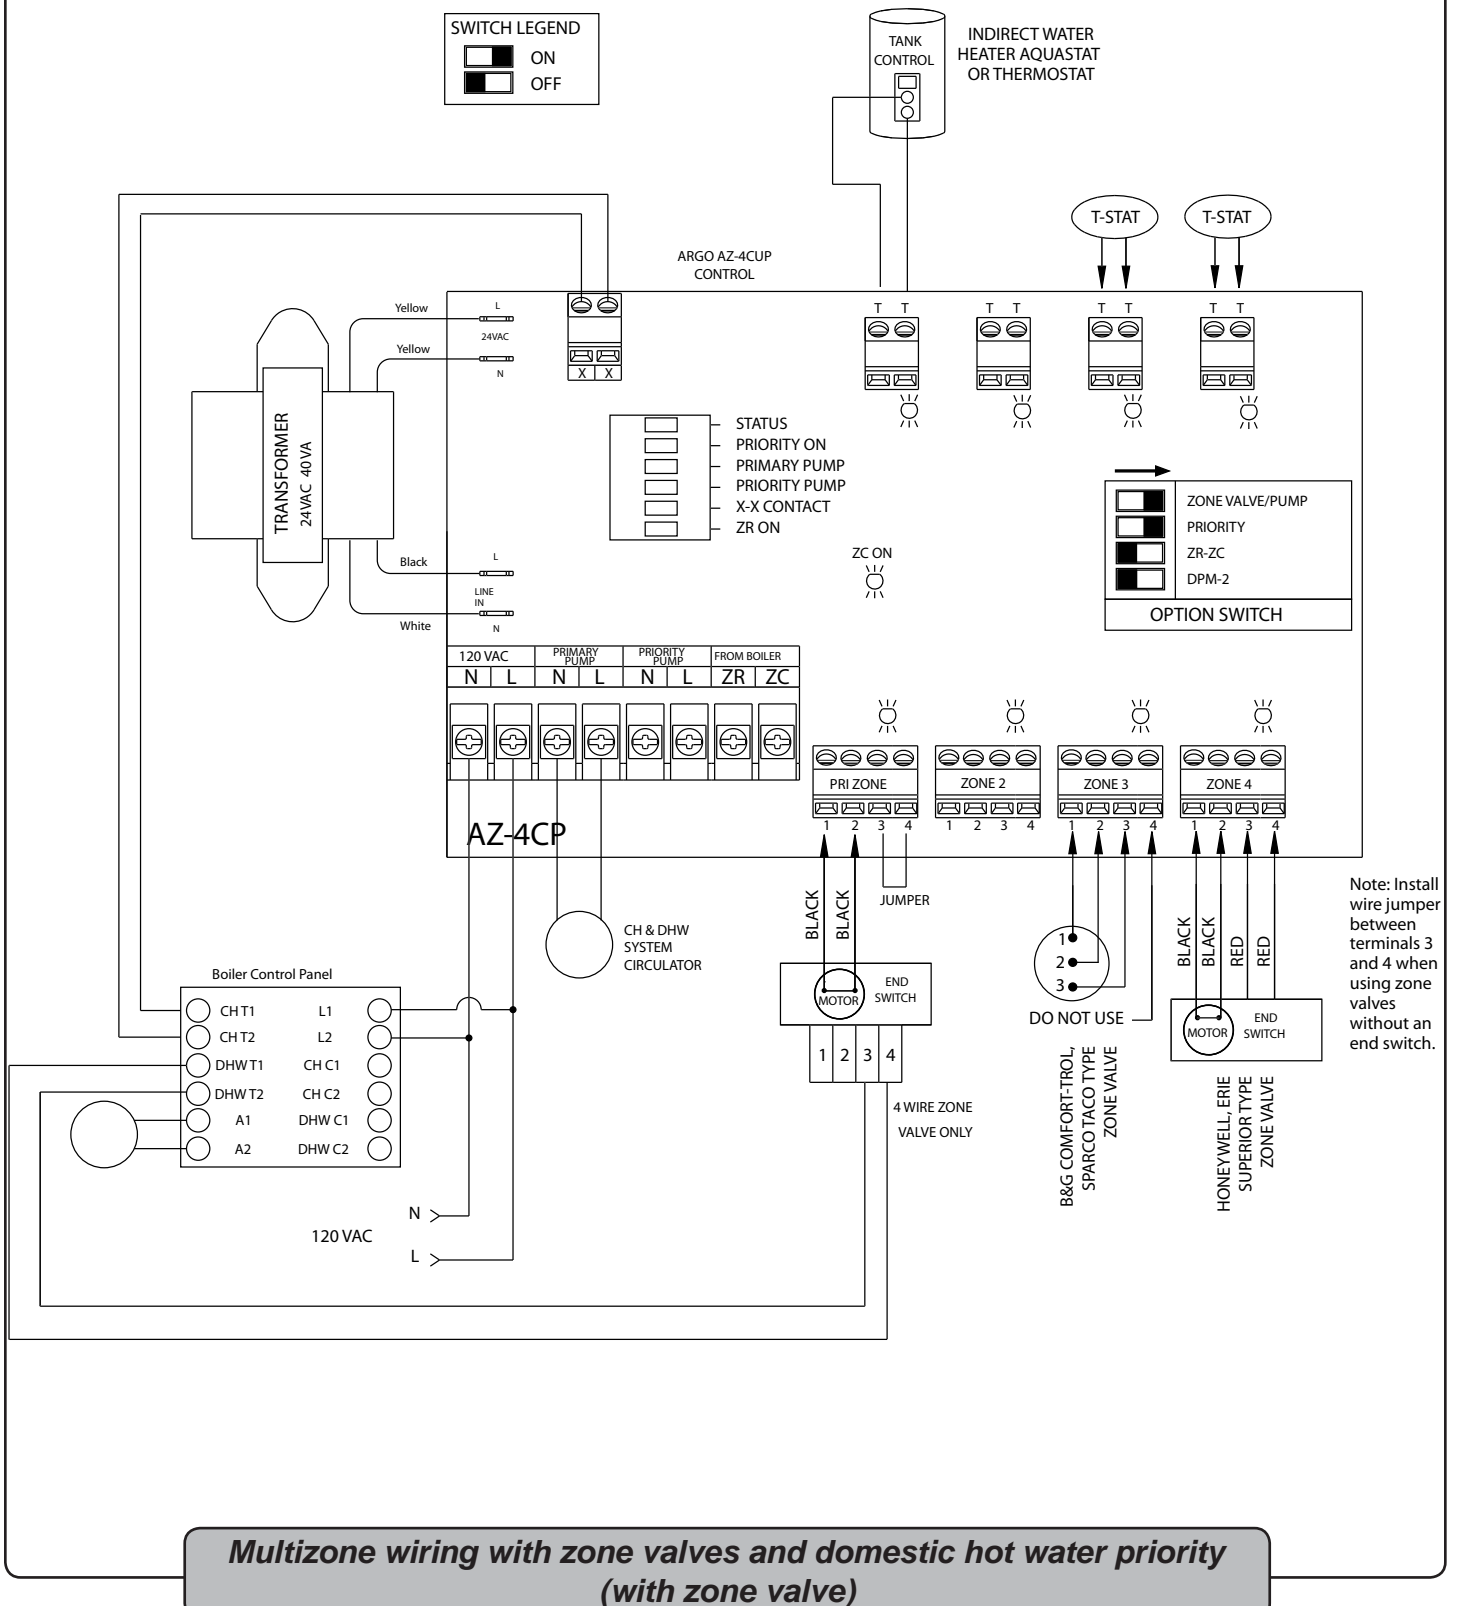 SWITCH LEGEND
ON
OFF
TANK
CONTROL
INDIRECT WATER
HEATER AQUASTAT
OR THERMOSTAT
T-STAT
T-STAT
ARGO AZ-4CUP
CONTROL
Yellow
L
24VAC
Yellow
N
X X
T T
T T
T T
T T
TRANSFORMER
24VAC 40VA
STATUS
PRIORITY ON
PRIMARY PUMP
PRIORITY PUMP
X-X CONTACT
ZR ON
ZONE VALVE/PUMP
PRIORITY
ZR-ZC
DPM-2
OPTION SWITCH
ZC ON
Black
L
LINE
IN
White
N
120 VAC
PRIMARY
PUMP
PRIORITY
PUMP
FROM BOILER
N L N L N L ZR ZC
PRI ZONE
ZONE 2
ZONE 3
ZONE 4
1 2 3 4
1 2 3 4
1 2 3 4
1 2 3 4
AZ-4CP
BLACK
BLACK
JUMPER
CH & DHW
SYSTEM
CIRCULATOR
MOTOR
END
SWITCH
1 2 3 4
4 WIRE ZONE
VALVE ONLY
1
2
3
DO NOT USE
B&G COMFORT-TROL,
SPARCO TACO TYPE
ZONE VALVE
BLACK
BLACK
RED
RED
MOTOR
END
SWITCH
HONEYWELL, ERIE
SUPERIOR TYPE
ZONE VALVE
Note: Install
wire jumper
between
terminals 3
and 4 when
using zone
valves
without an
end switch.
Boiler Control Panel
CH T1 L1
CH T2 L2
DHW T1 CH C1
DHW T2 CH C2
A1 DHW C1
A2 DHW C2
N
120 VAC
L
Multizone wiring with zone valves and domestic hot water priority
(with zone valve)